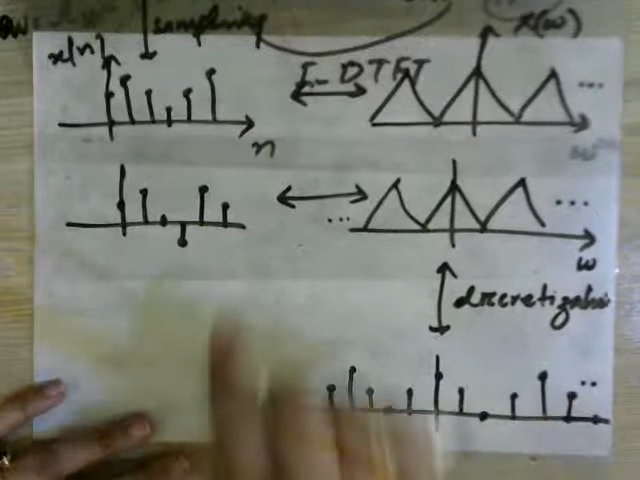 sampling
x[n]
X(ω)
DTFT
...
n
ω
... ...
ω
discretization
..